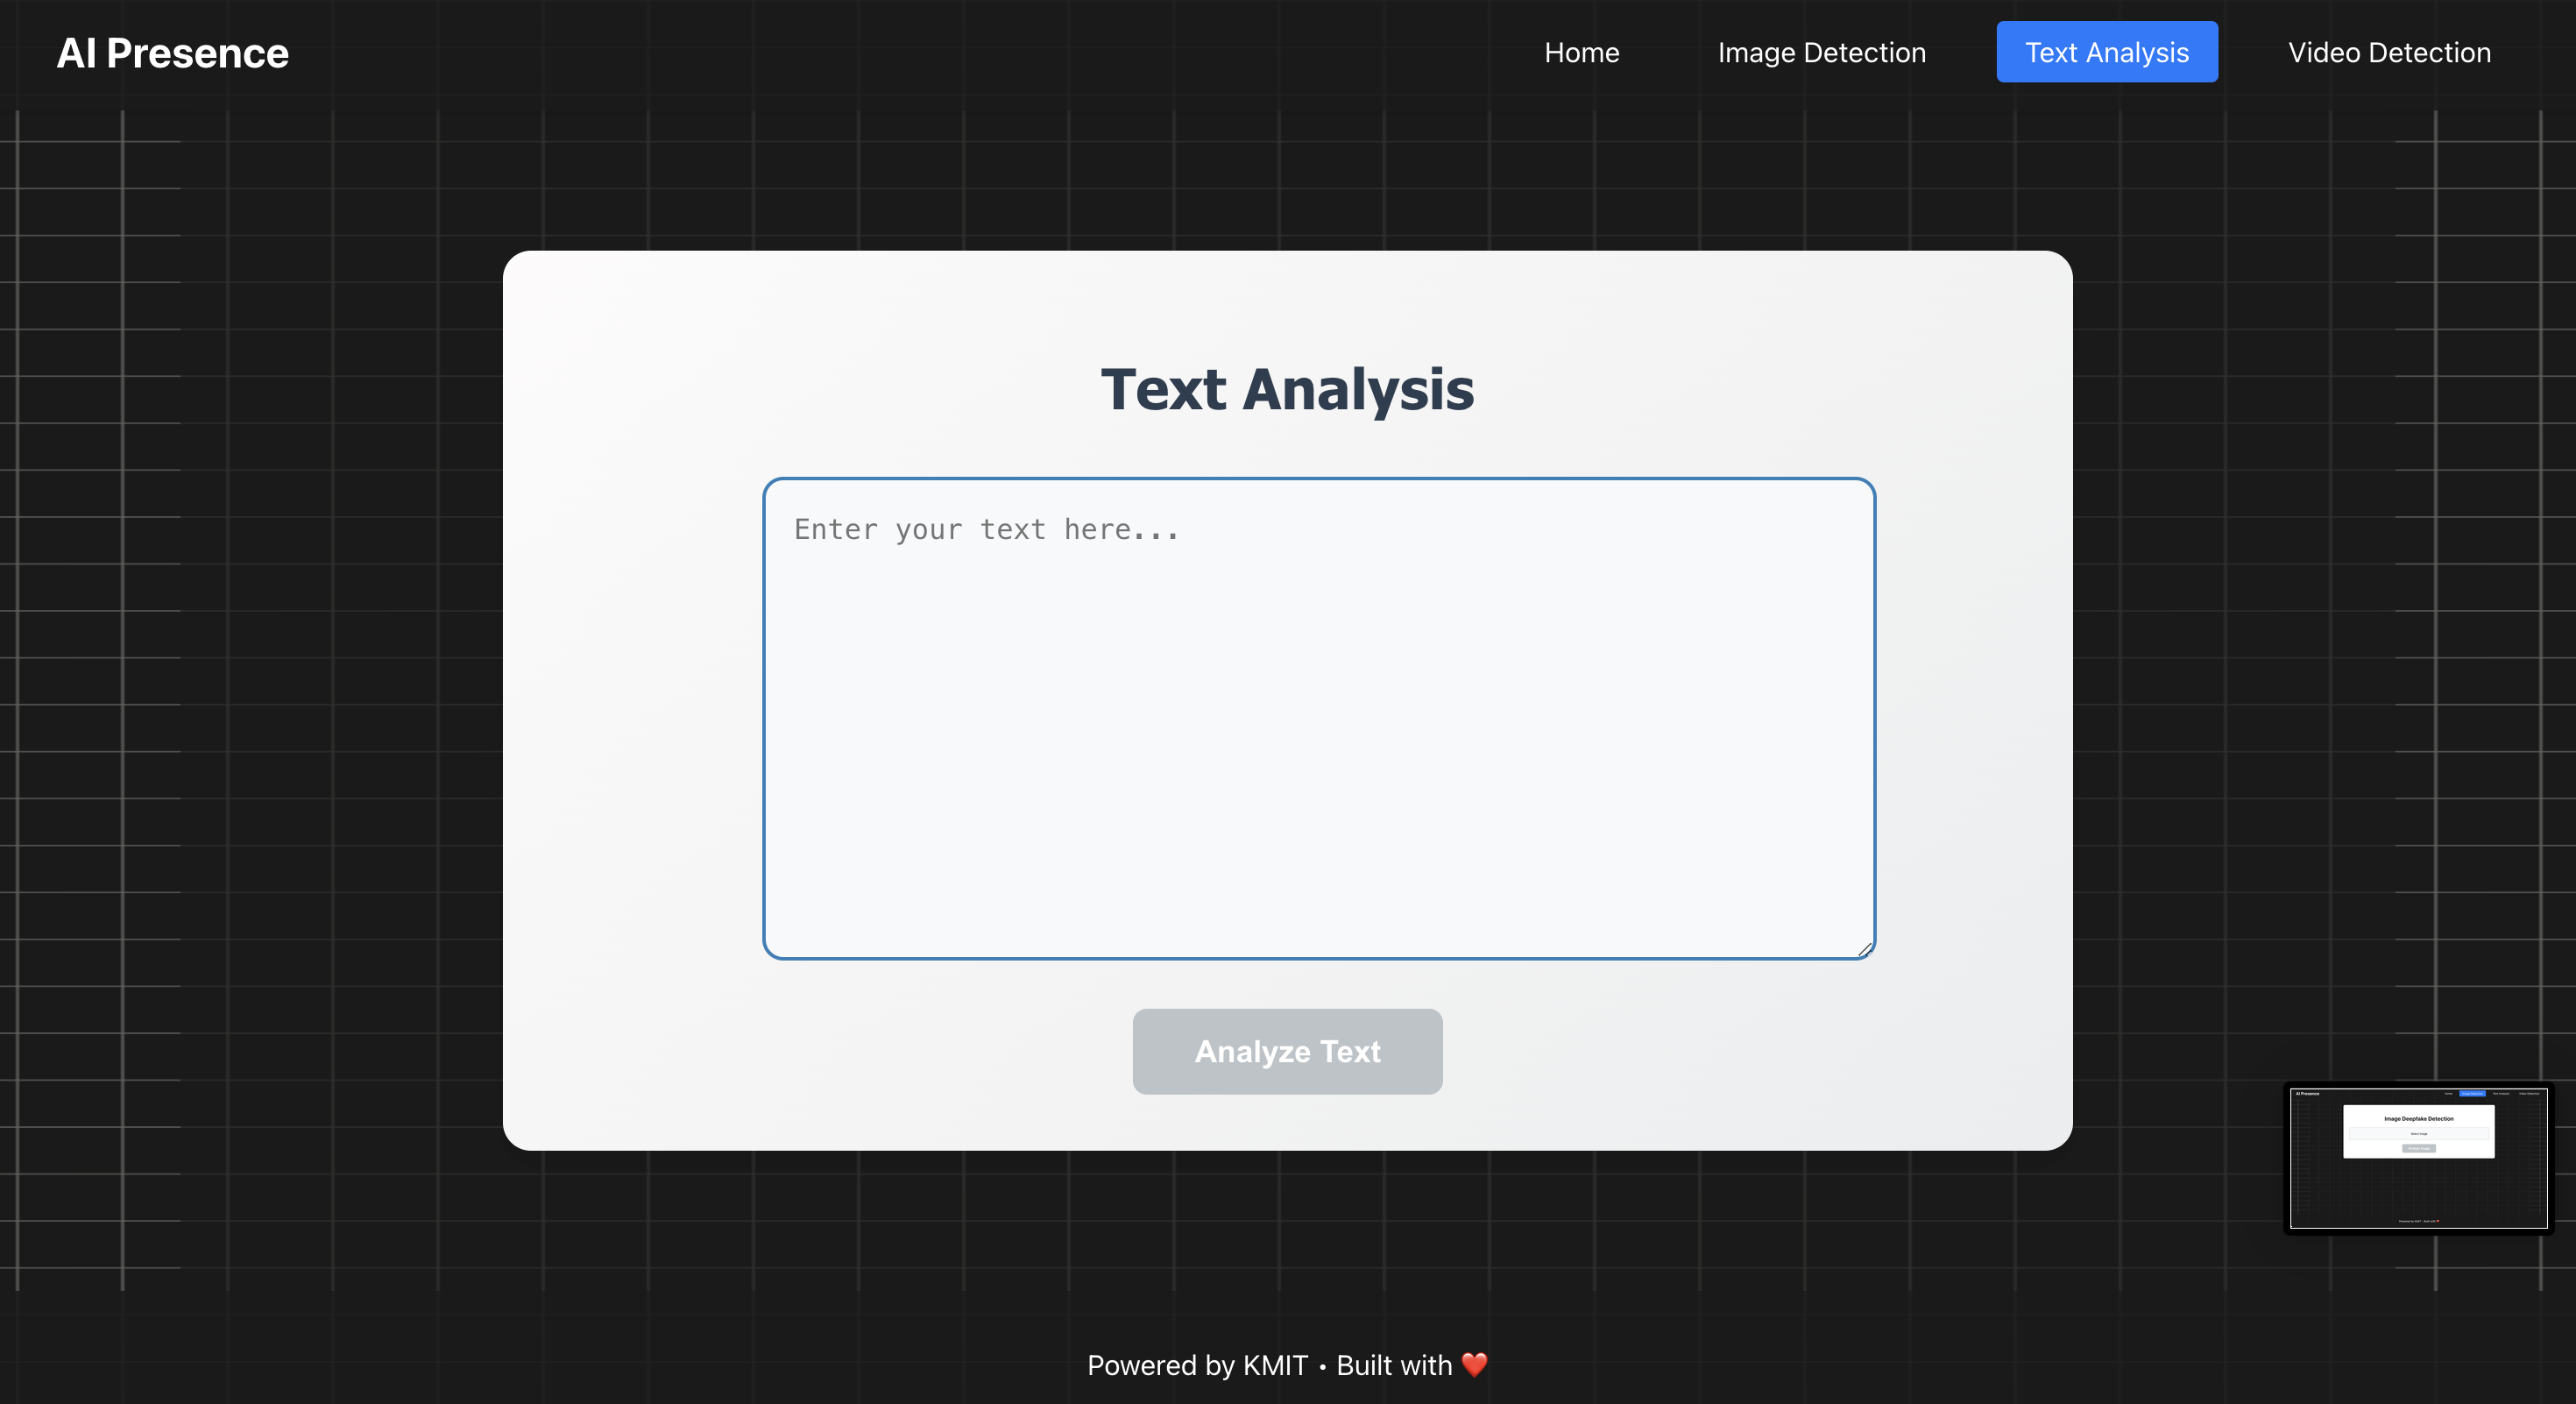 AI Presence
Home Image Detection Text Analysis Video Detection
Text Analysis
Enter your text here...
Analyze Text
AI Presence
Image Deepfake Detection
Powered by KMIT • Built with ❤️